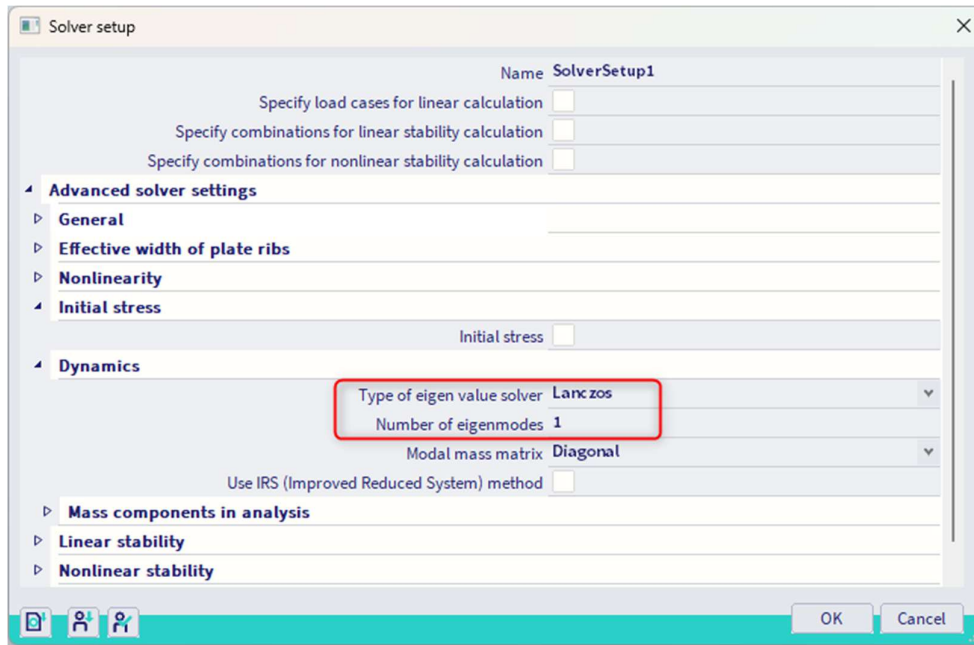 Solver setup
Name SolverSetup1
Specify load cases for linear calculation
Specify combinations for linear stability calculation
Specify combinations for nonlinear stability calculation
Advanced solver settings
General
Effective width of plate ribs
Nonlinearity
Initial stress
Initial stress
Dynamics
Type of eigen value solver Lanczos
Number of eigenmodes 1
Modal mass matrix Diagonal
Use IRS (Improved Reduced System) method
Mass components in analysis
Linear stability
Nonlinear stability
OK Cancel